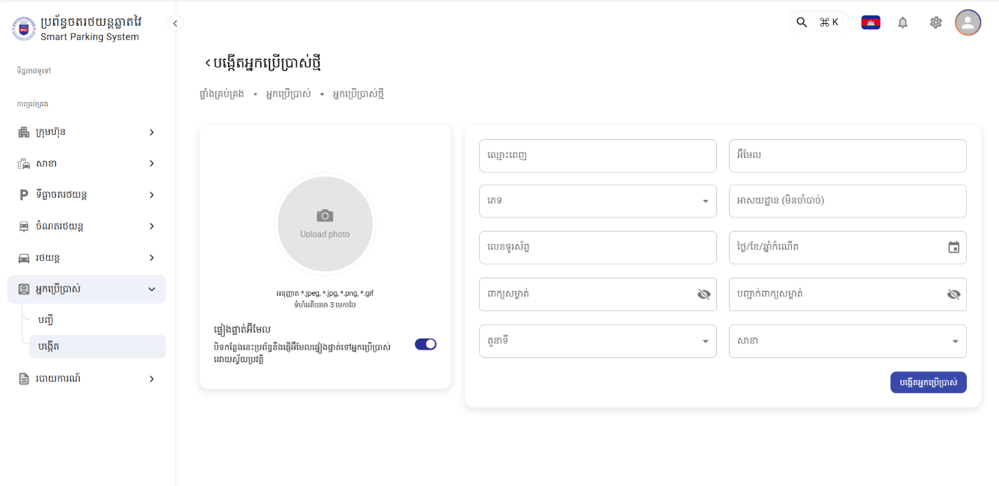 ប្រព័ន្ធចតរថយន្តឆ្លាតវៃ
Smart Parking System
⌘ K
ទិដ្ឋភាពទូទៅ
ការគ្រប់គ្រង
ក្រុមហ៊ុន
សាខា
ទីធ្លាចតរថយន្ត
ចំណតរថយន្ត
រថយន្ត
អ្នកប្រើប្រាស់
បញ្ជី
បង្កើត
របាយការណ៍
បង្កើតអ្នកប្រើប្រាស់ថ្មី
ផ្ទាំងគ្រប់គ្រង • អ្នកប្រើប្រាស់ • អ្នកប្រើប្រាស់ថ្មី
Upload photo
អនុញ្ញាត *.jpeg, *.jpg, *.png, *.gif
ទំហំអតិបរមា 3 មេកាបៃ
ផ្ទៀងផ្ទាត់អ៊ីមែល
បិទកន្លែងនេះប្រព័ន្ធនឹងផ្ញើអ៊ីមែលផ្ទៀងផ្ទាត់ទៅអ្នកប្រើប្រាស់
ដោយស្វ័យប្រវត្តិ
ឈ្មោះពេញ
អ៊ីមែល
ភេទ
អាសយដ្ឋាន (មិនចាំបាច់)
លេខទូរស័ព្ទ
ថ្ងៃ/ខែ/ឆ្នាំកំណើត
ពាក្យសម្ងាត់
បញ្ជាក់ពាក្យសម្ងាត់
តួនាទី
សាខា
បង្កើតអ្នកប្រើប្រាស់